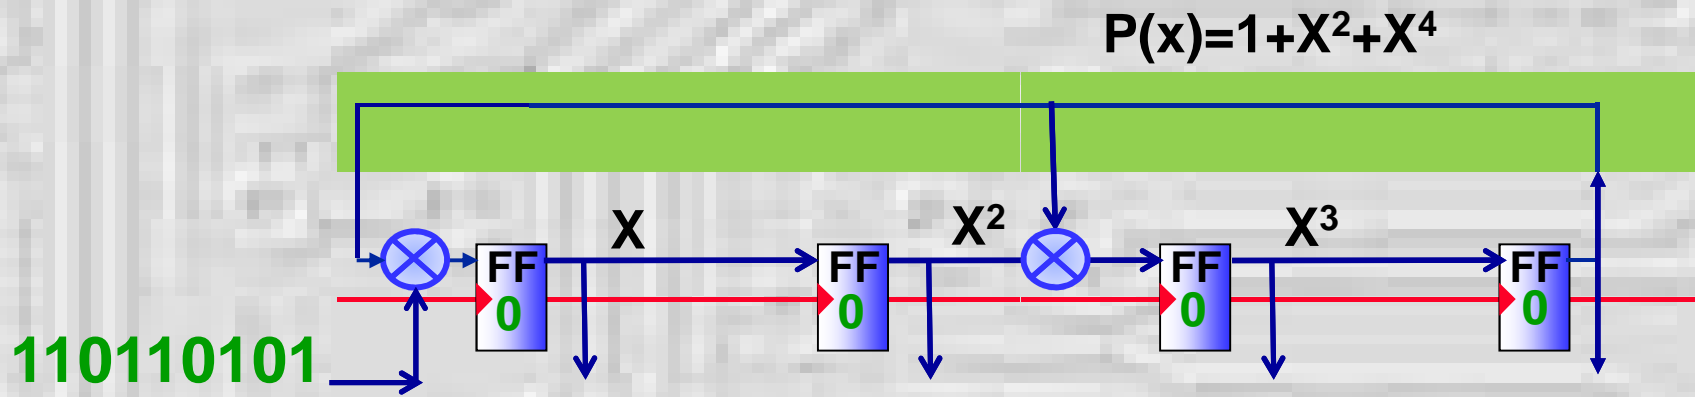 P(x)=1+X²+X⁴
X X² X³
FF FF FF FF
0 0 0 0
110110101